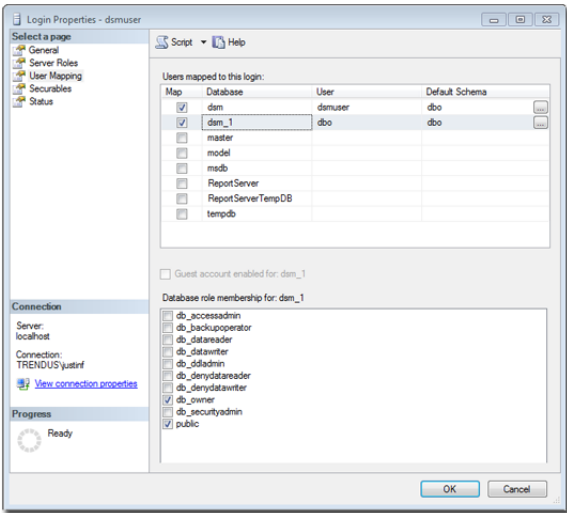 Login Properties - dsmuser
Select a page
General
Server Roles
User Mapping
Securables
Status
Script Help
Users mapped to this login:
Map Database User Default Schema
dsm dsmuser dbo ...
dsm_1 dbo dbo ...
master
model
msdb
ReportServer
ReportServerTempDB
tempdb
Guest account enabled for: dsm_1
Database role membership for: dsm_1
db_accessadmin
db_backupoperator
db_datareader
db_datawriter
db_ddladmin
db_denydatareader
db_denydatawriter
db_owner
db_securityadmin
public
Connection
Server:
localhost
Connection:
TRENDUS\justinf
View connection properties
Progress
Ready
OK Cancel